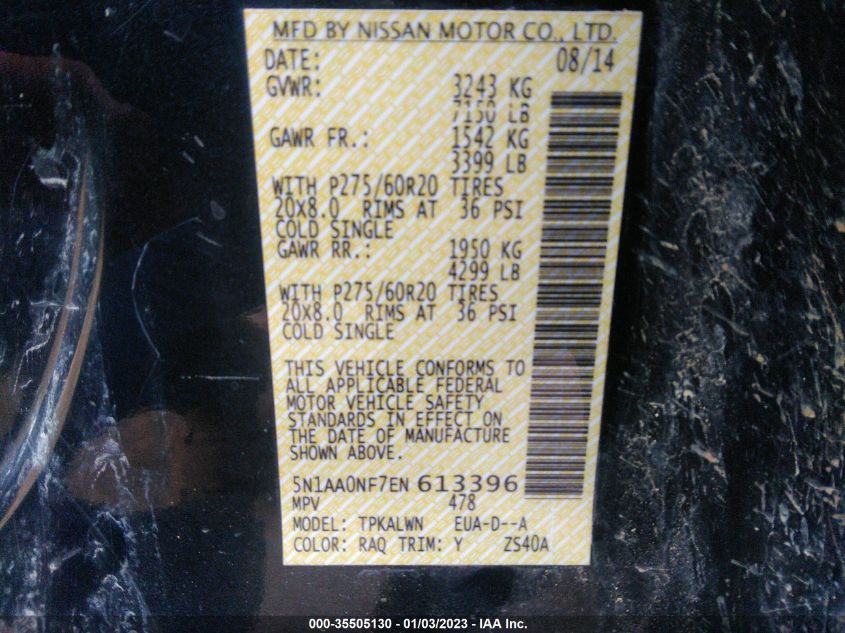 MFD BY NISSAN MOTOR CO., LTD.
DATE: 08/14
GVWR: 3243 KG
7150 LB
GAWR FR.: 1542 KG
3399 LB
WITH P275/60R20 TIRES
20X8.0 RIMS AT 36 PSI
COLD SINGLE
GAWR RR.: 1950 KG
4299 LB
WITH P275/60R20 TIRES
20X8.0 RIMS AT 36 PSI
COLD SINGLE
THIS VEHICLE CONFORMS TO
ALL APPLICABLE FEDERAL
MOTOR VEHICLE SAFETY
STANDARDS IN EFFECT ON
THE DATE OF MANUFACTURE
SHOWN ABOVE.
5N1AA0NF7EN 613396
MPV 478
MODEL: TPKALWN EUA-D--A
COLOR: RAQ TRIM: Y ZS40A
000-35505130 - 01/03/2023 - IAA Inc.